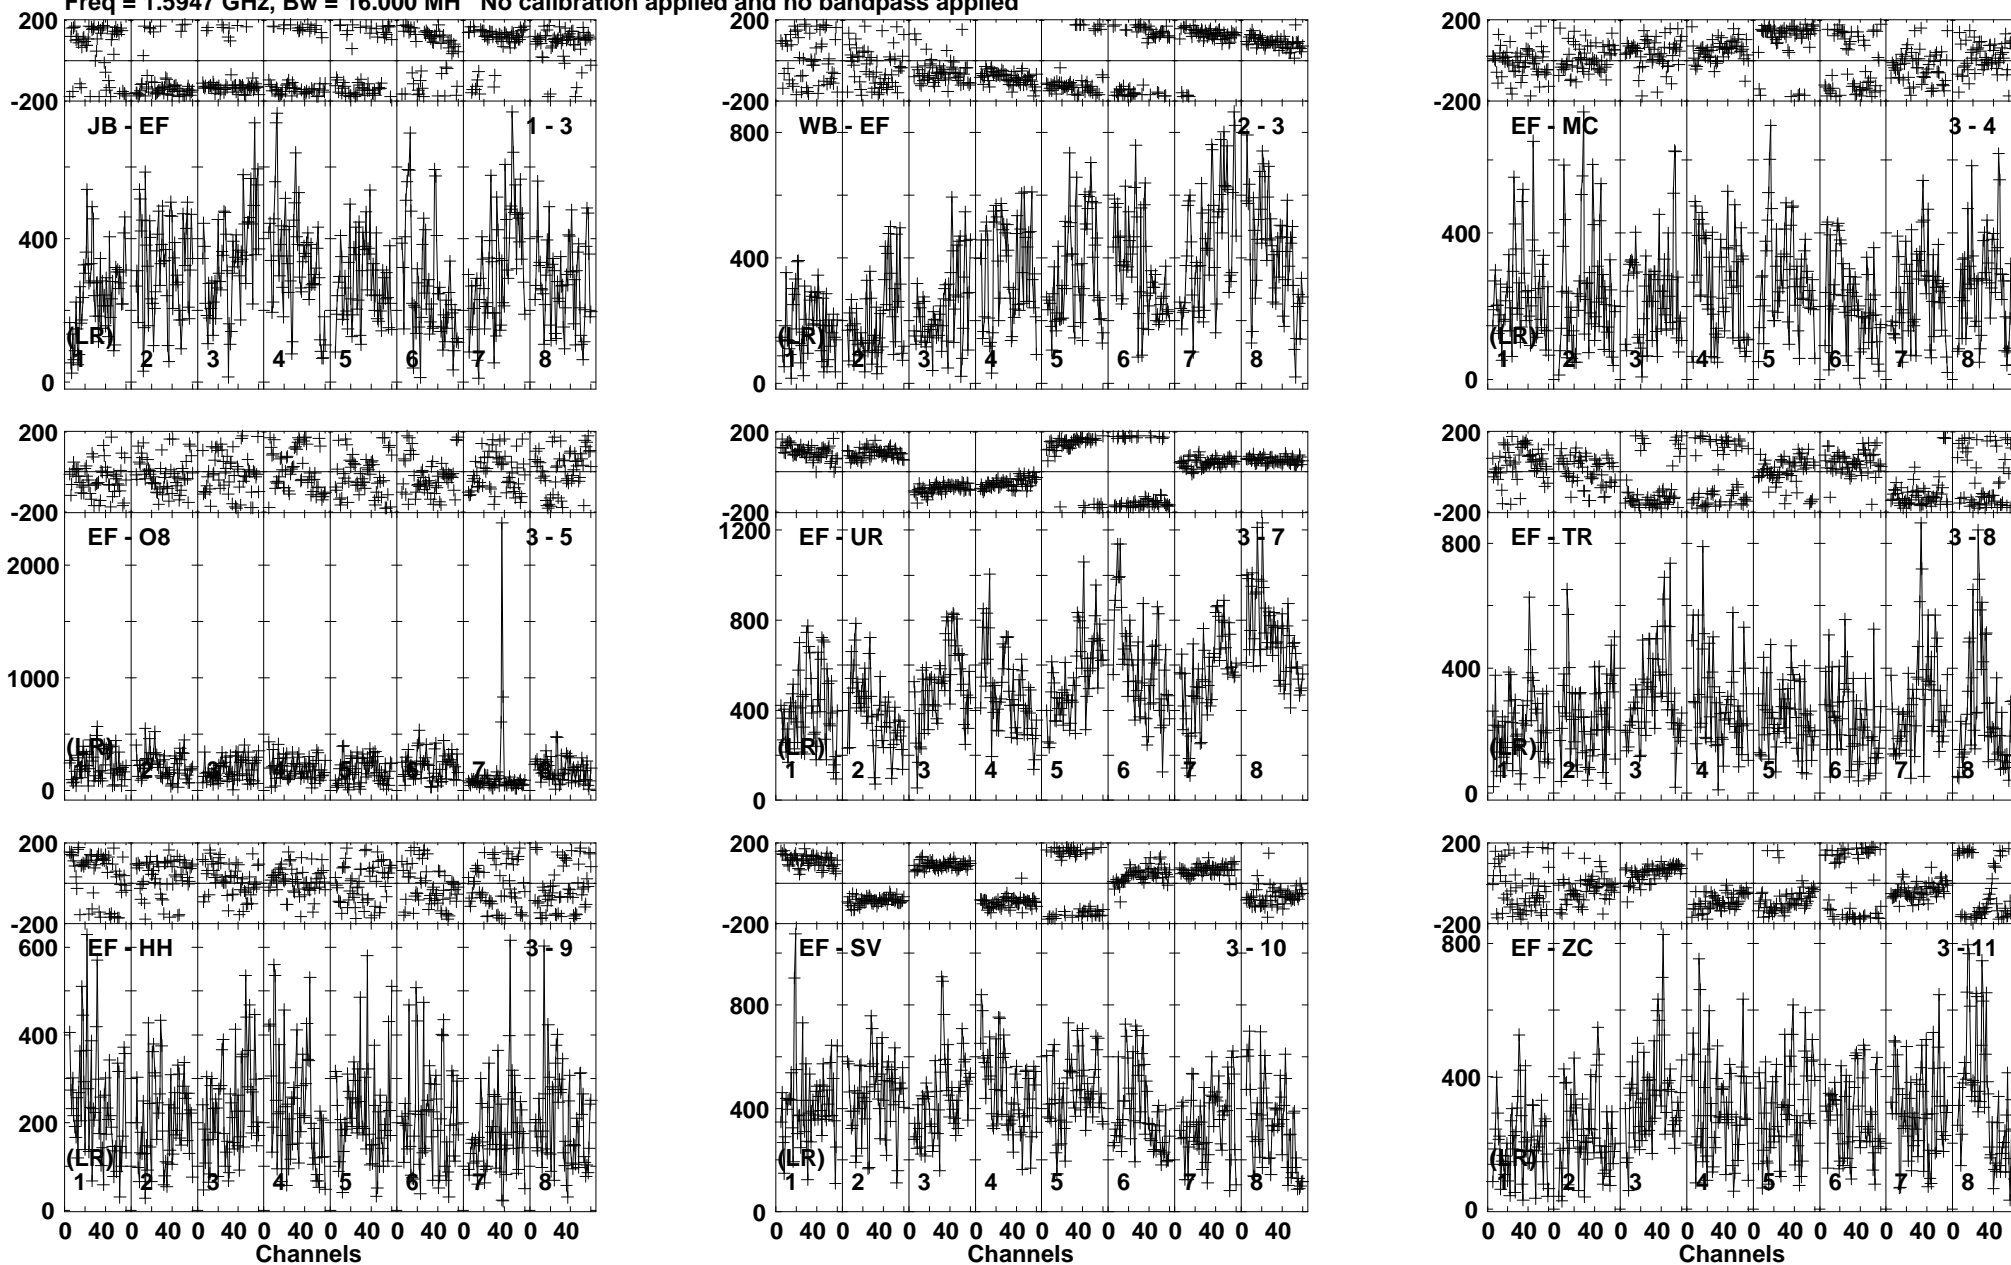 Freq = 1.5947 GHz, Bw = 16.000 MH No calibration applied and no bandpass applied
200 200 200
-200 -200 -200
JB - EF 1 - 3 WB - EF 2 - 3 EF - MC 3 - 4
800
400 400 400
(LR) (LR) (LR)
1 2 3 4 5 6 7 8 1 2 3 4 5 6 7 8 1 2 3 4 5 6 7 8
0 0 0
200 200 200
-200 -200 -200
EF - O8 3 - 5 EF - UR 3 - 7 EF - TR 3 - 8
1200
2000 800 800
1000 400 400
(LR) (LR) (LR)
1 2 3 4 5 6 7 8 1 2 3 4 5 6 7 8 1 2 3 4 5 6 7 8
0 0 0
200 200 200
-200 -200 -200
EF - HH 3 - 9 EF - SV 3 - 10 EF - ZC 3 - 11
600 800 800
400 400 400
200
(LR) (LR) (LR)
1 2 3 4 5 6 7 8 1 2 3 4 5 6 7 8 1 2 3 4 5 6 7 8
0 0 0
0 40 0 40 0 40 0 40 0 40 0 40 0 40 0 40 0 40 0 40 0 40 0 40 0 40 0 40 0 40 0 40 0 40 0 40 0 40 0 40 0 40 0 40 0 40 0 40
Channels Channels Channels